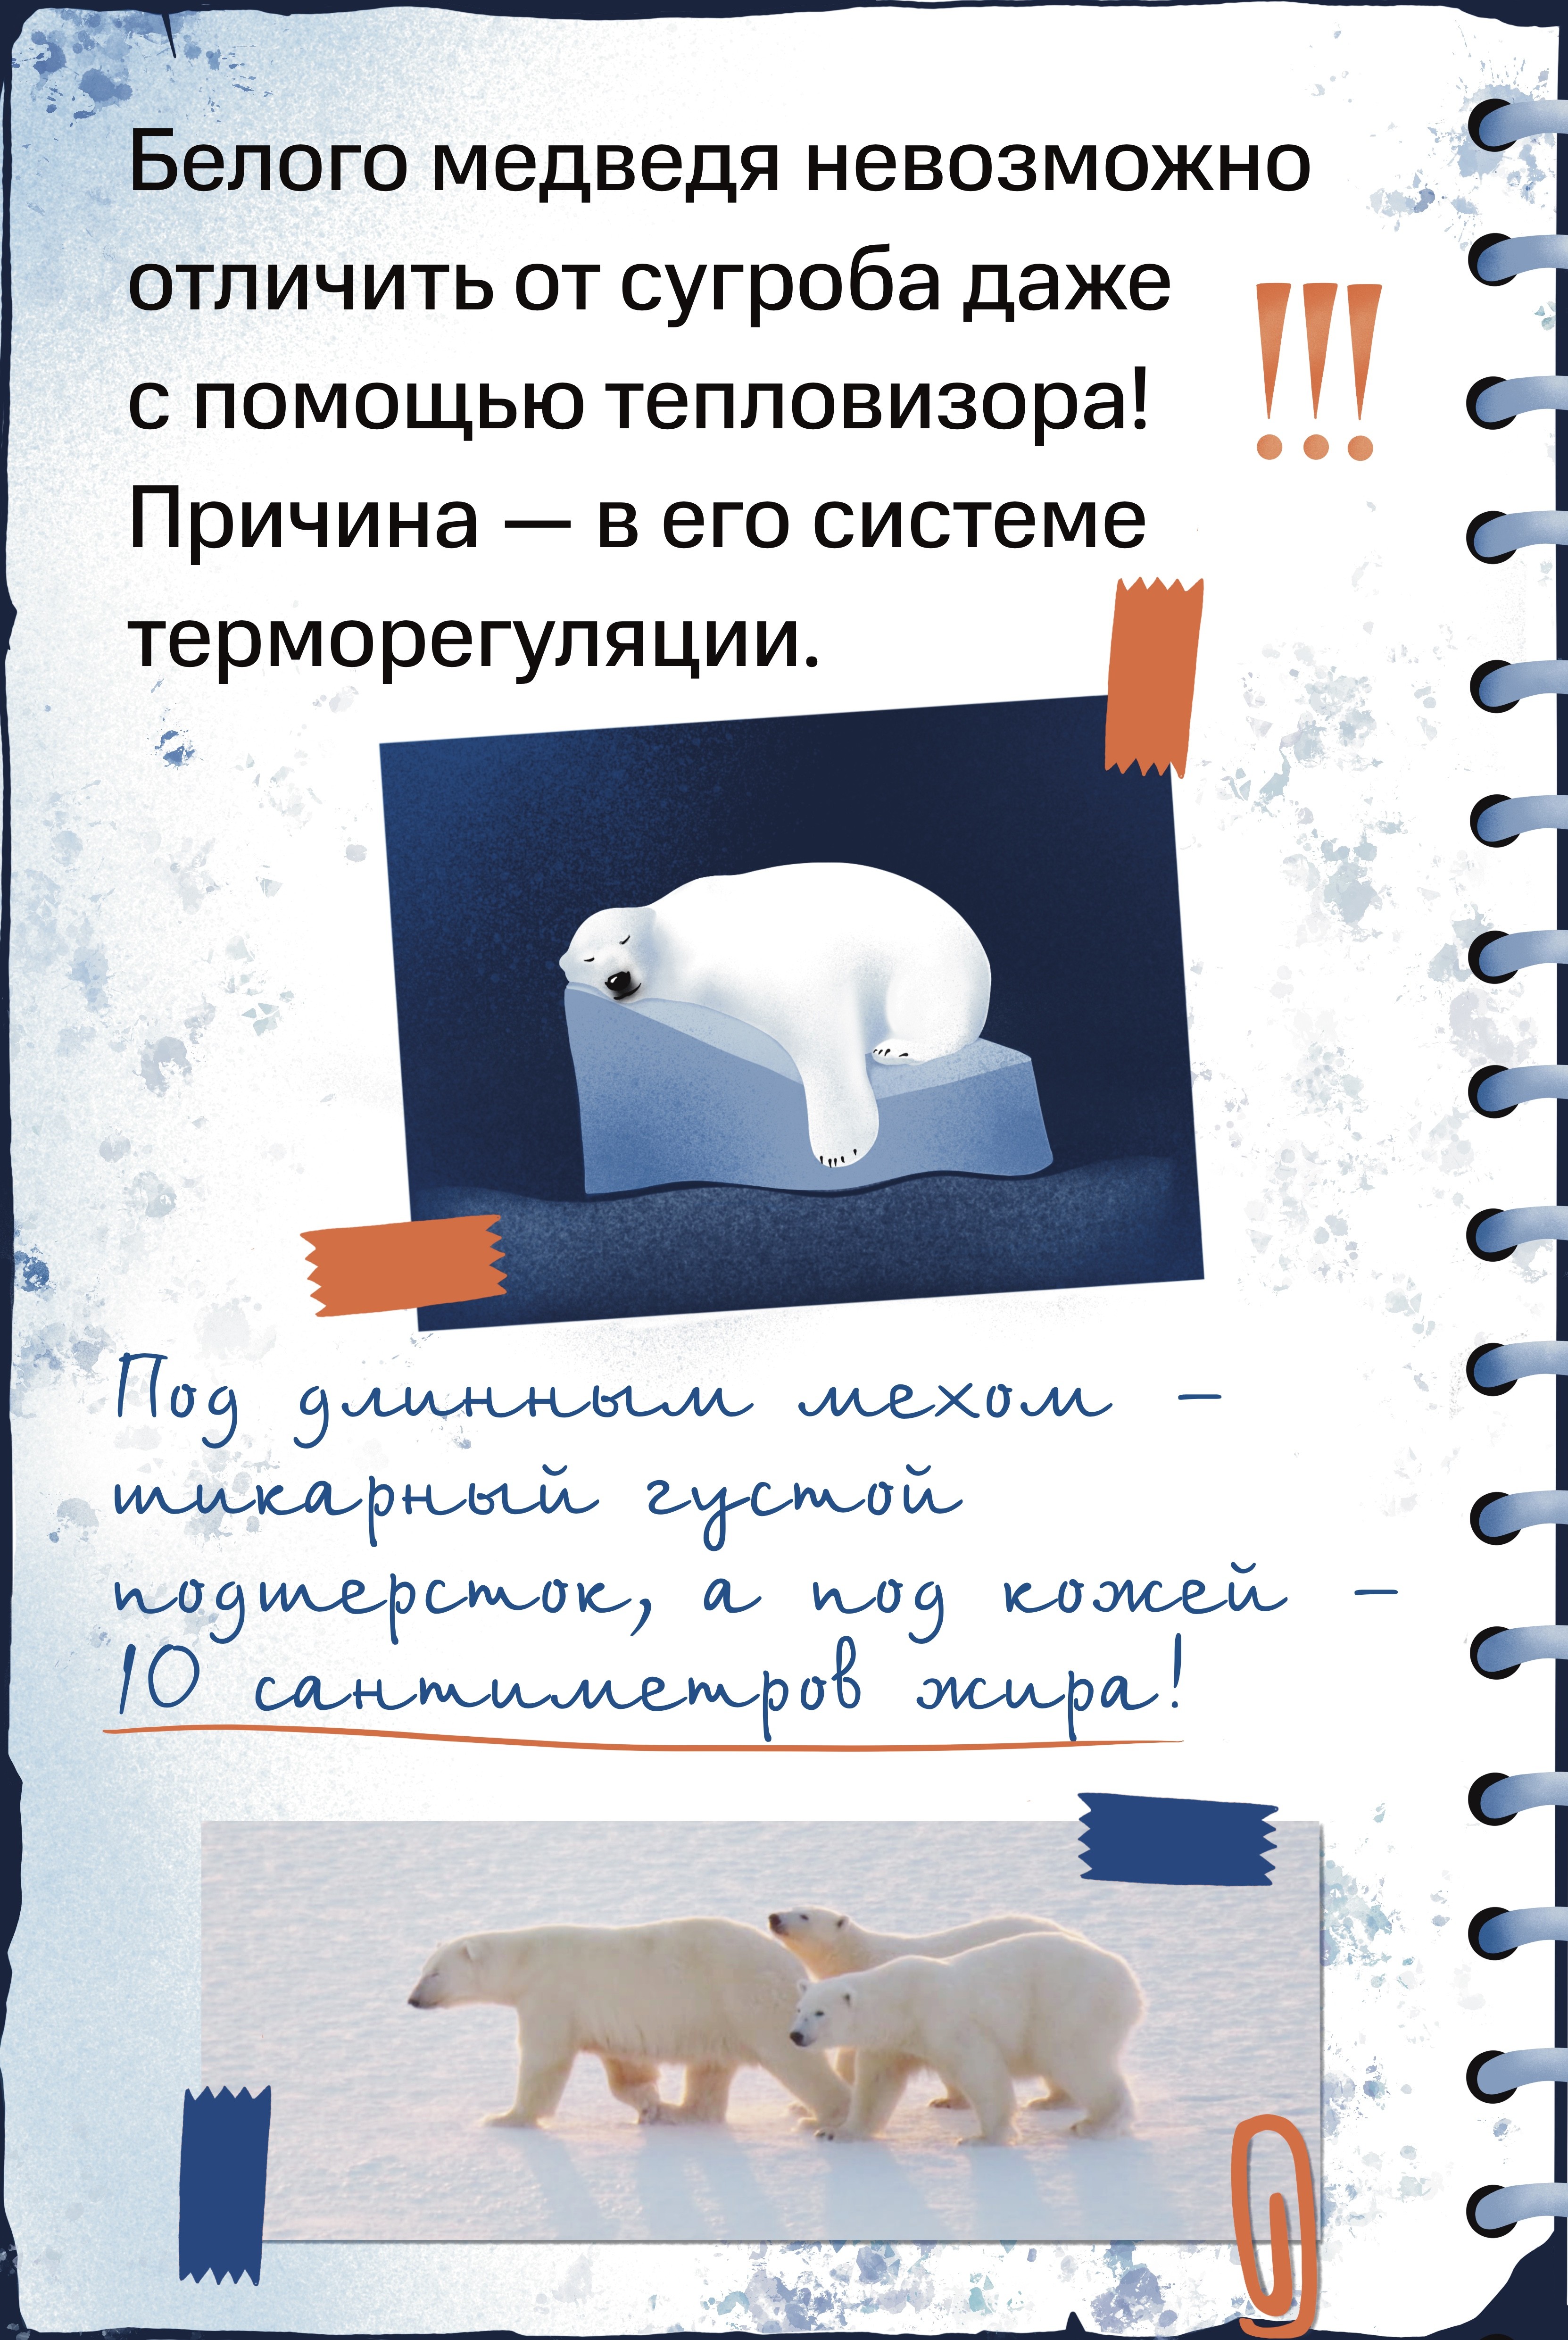 Белого медведя невозможно
отличить от сугроба даже
с помощью тепловизора!
!!!
Причина — в его системе
терморегуляции.
Под длинным мехом –
шикарный густой
подшерсток, а под кожей –
10 сантиметров жира!